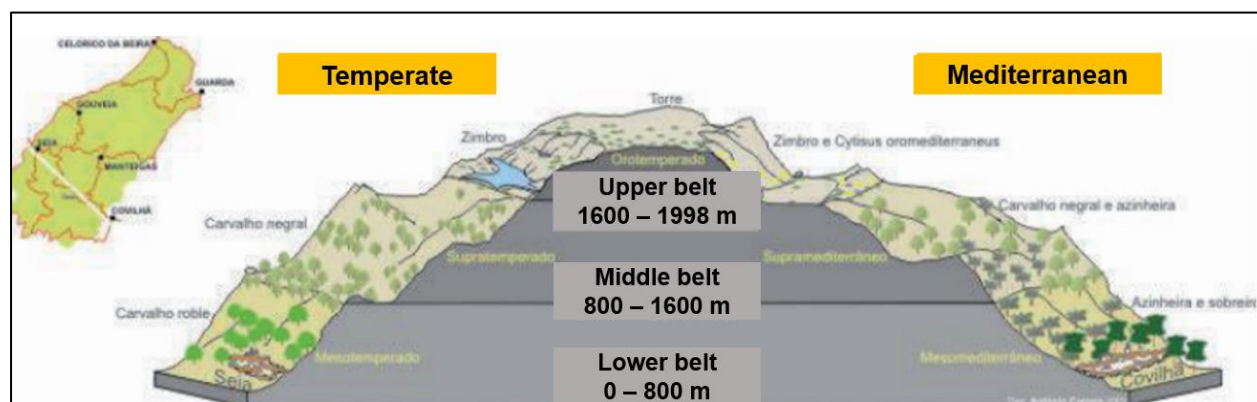 CELORICO DA BEIRA
GUARDA
GOUVEIA
SEIA
MANTEIGAS
COVILHÃ
Temperate
Mediterranean
Torre
Zimbro
Zimbro e Cytisus oromediterraneus
Orotemperado
Upper belt
1600 – 1998 m
Carvalho negral
Carvalho negral e azinheira
Supratemperado
Supramediterrâneo
Middle belt
800 – 1600 m
Carvalho roble
Azinheira e sobreiro
Mesotemperado
Mesomediterrâneo
Lower belt
0 – 800 m
Seia
Covilhã